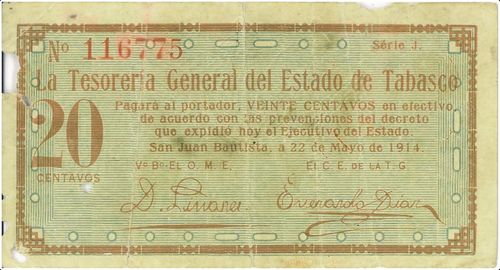 No 116775
Série J.
La Tesorería General del Estado de Tabasco
Pagará al portador, VEINTE CENTAVOS en efectivo
de acuerdo con las prevenciones del decreto
que expidió hoy el Ejecutivo del Estado.
San Juan Bautista, a 22 de Mayo de 1914.
20
CENTAVOS
Vo Bo EL O. M. E.
El C. E. de la T. G.
Everardo Díaz